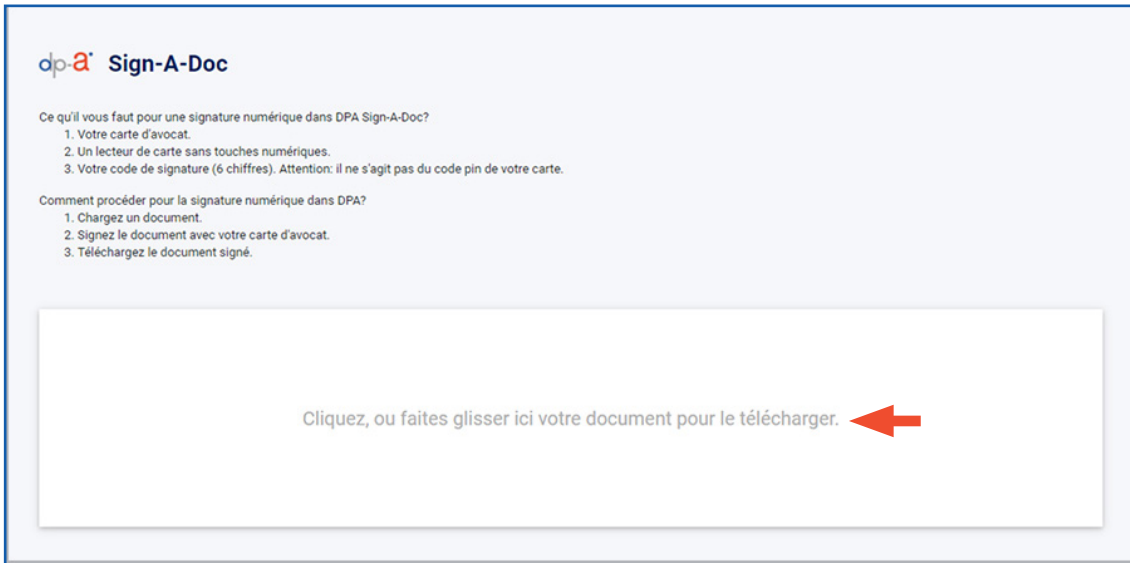 dp-a Sign-A-Doc
Ce qu'il vous faut pour une signature numérique dans DPA Sign-A-Doc?
1. Votre carte d'avocat.
2. Un lecteur de carte sans touches numériques.
3. Votre code de signature (6 chiffres). Attention: il ne s'agit pas du code pin de votre carte.
Comment procéder pour la signature numérique dans DPA?
1. Chargez un document.
2. Signez le document avec votre carte d'avocat.
3. Téléchargez le document signé.
Cliquez, ou faites glisser ici votre document pour le télécharger.